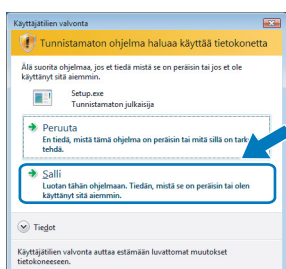 Käyttäjätilien valvonta
Tunnistamaton ohjelma haluaa käyttää tietokonetta
Älä suorita ohjelmaa, jos et tiedä mistä se on peräisin tai jos et ole
käyttänyt sitä aiemmin.
Setup.exe
Tunnistamaton julkaisija
Peruuta
En tiedä, mistä tämä ohjelma on peräisin tai mitä sillä on
tehdä.
Salli
Luotan tähän ohjelmaan. Tiedän, mistä se on peräisin tai olen
käyttänyt sitä aiemmin.
Tiedot
Käyttäjätilien valvonta auttaa estämään luvattomat muutokset
tietokoneeseen.